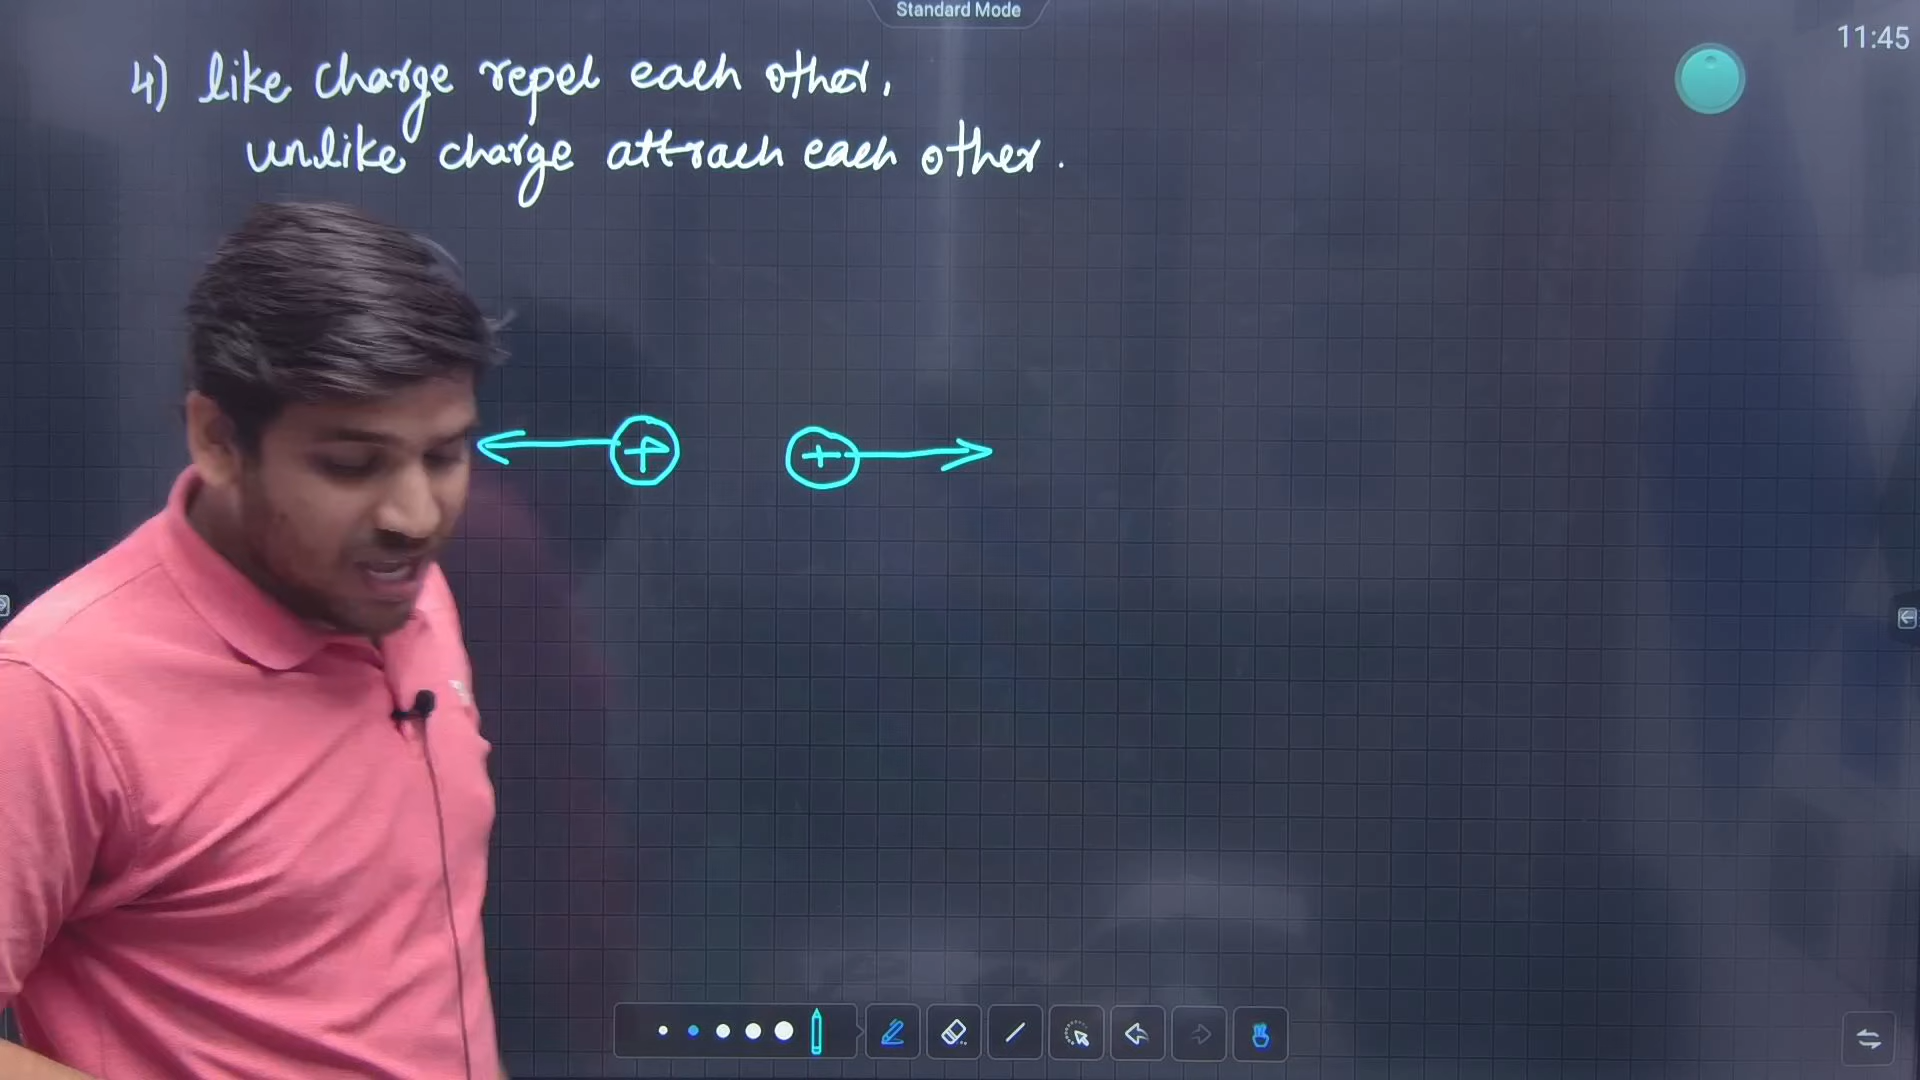 Standard Mode
11:45
4) like charge repel each other,
unlike charge attrach each other.
+ +